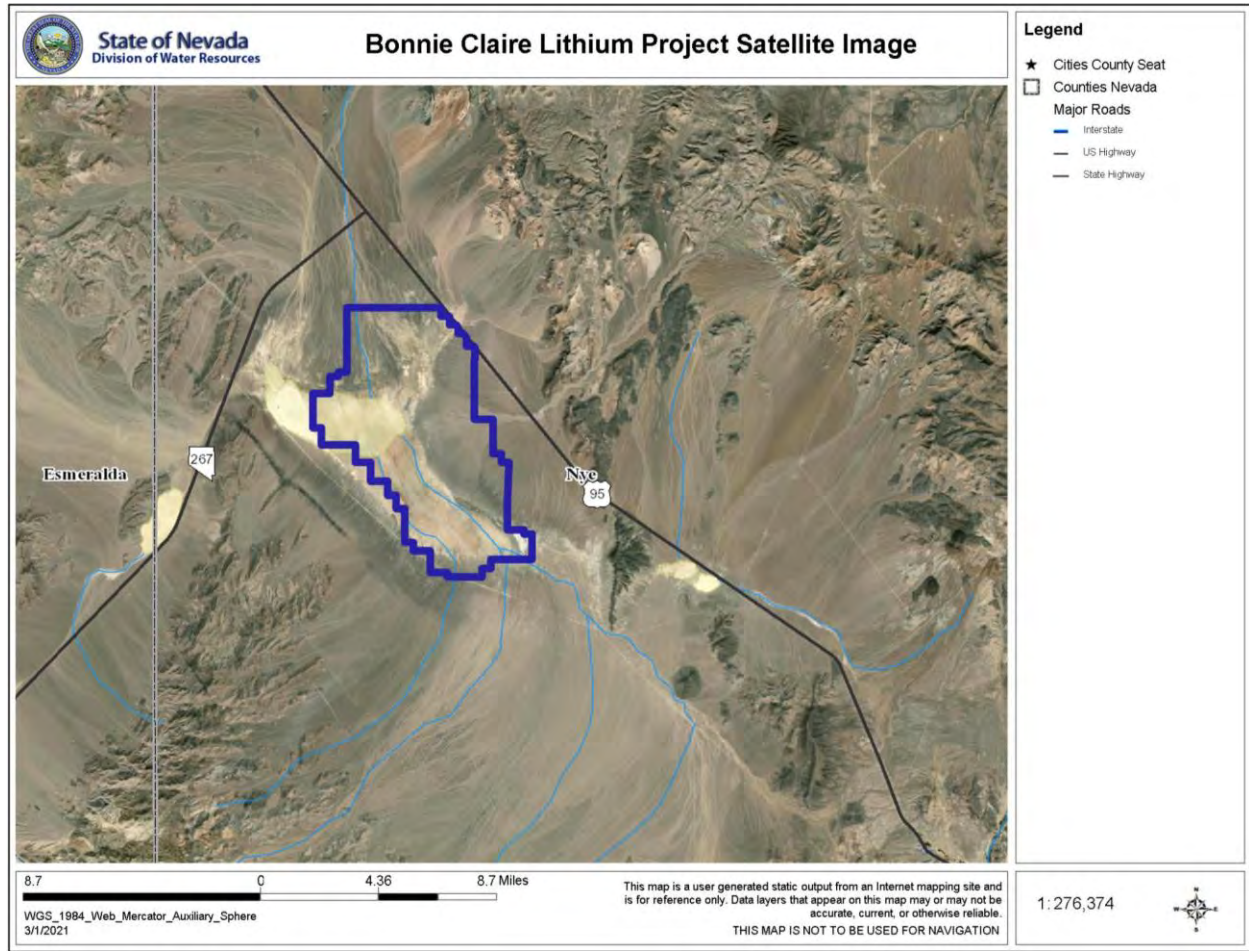 State of Nevada
Division of Water Resources
Bonnie Claire Lithium Project Satellite Image
Legend
Cities County Seat
Counties Nevada
Major Roads
Interstate
US Highway
State Highway
267
Esmeralda
Nye
95
8.7 0 4.36 8.7 Miles
WGS_1984_Web_Mercator_Auxiliary_Sphere
3/1/2021
This map is a user generated static output from an Internet mapping site and
is for reference only. Data layers that appear on this map may or may not be
accurate, current, or otherwise reliable.
THIS MAP IS NOT TO BE USED FOR NAVIGATION
1:276,374
N
W E
S